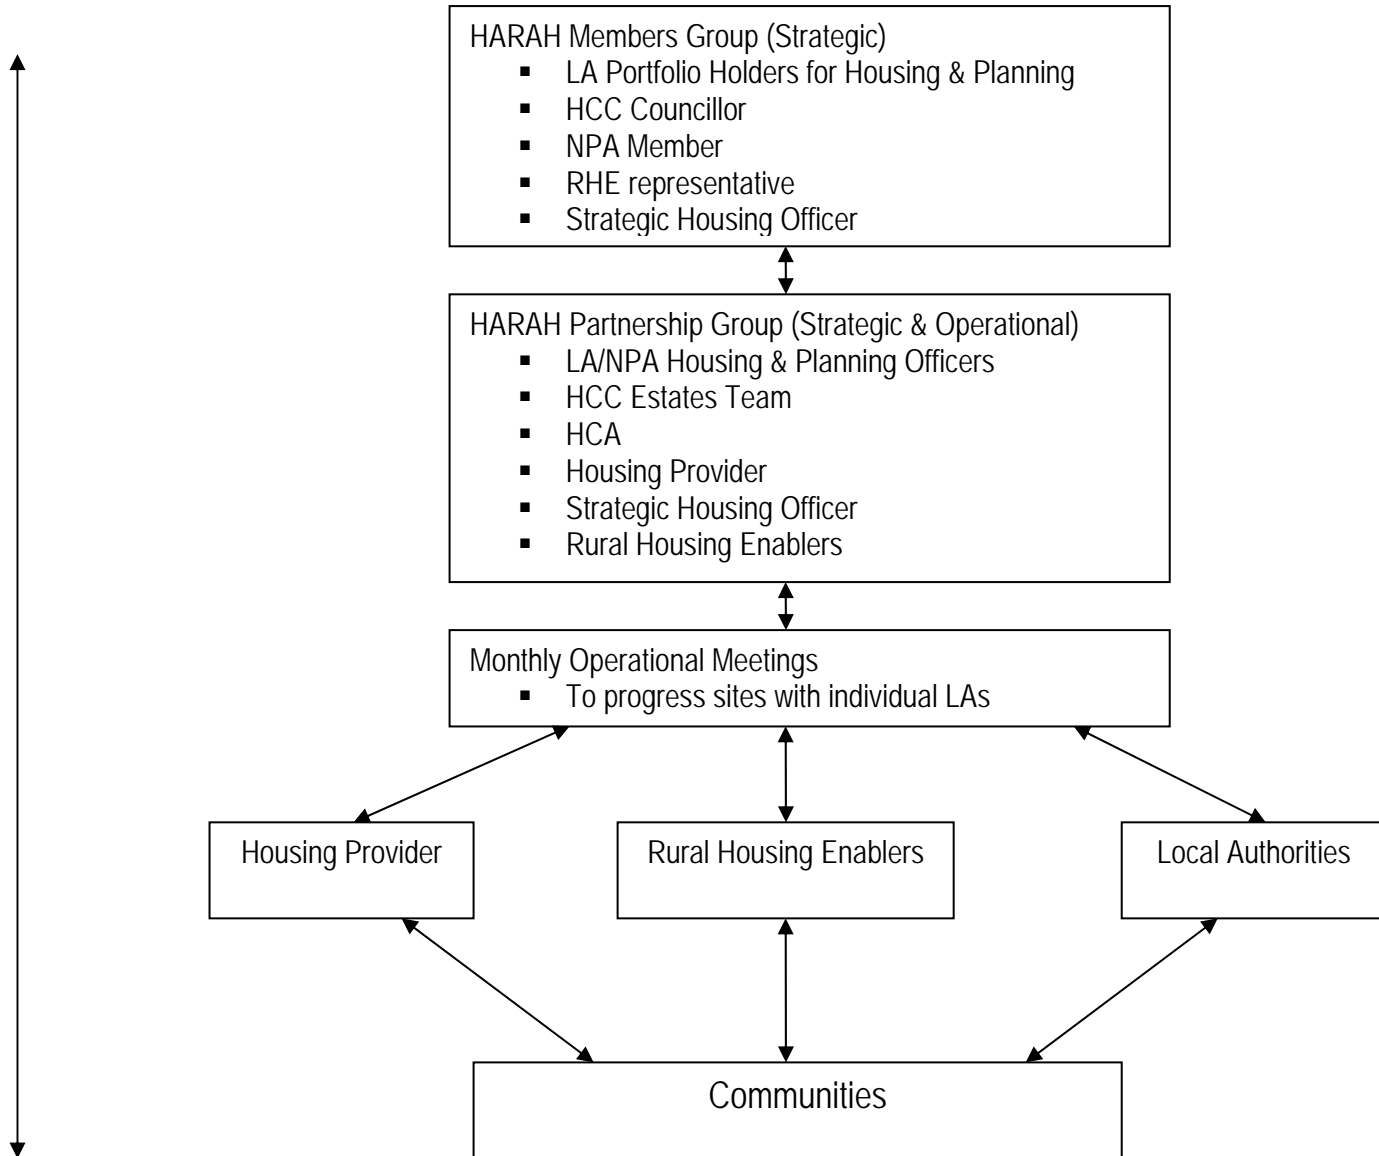 HARAH Members Group (Strategic)
▪ LA Portfolio Holders for Housing & Planning
▪ HCC Councillor
▪ NPA Member
▪ RHE representative
▪ Strategic Housing Officer
HARAH Partnership Group (Strategic & Operational)
▪ LA/NPA Housing & Planning Officers
▪ HCC Estates Team
▪ HCA
▪ Housing Provider
▪ Strategic Housing Officer
▪ Rural Housing Enablers
Monthly Operational Meetings
▪ To progress sites with individual LAs
Housing Provider
Rural Housing Enablers
Local Authorities
Communities